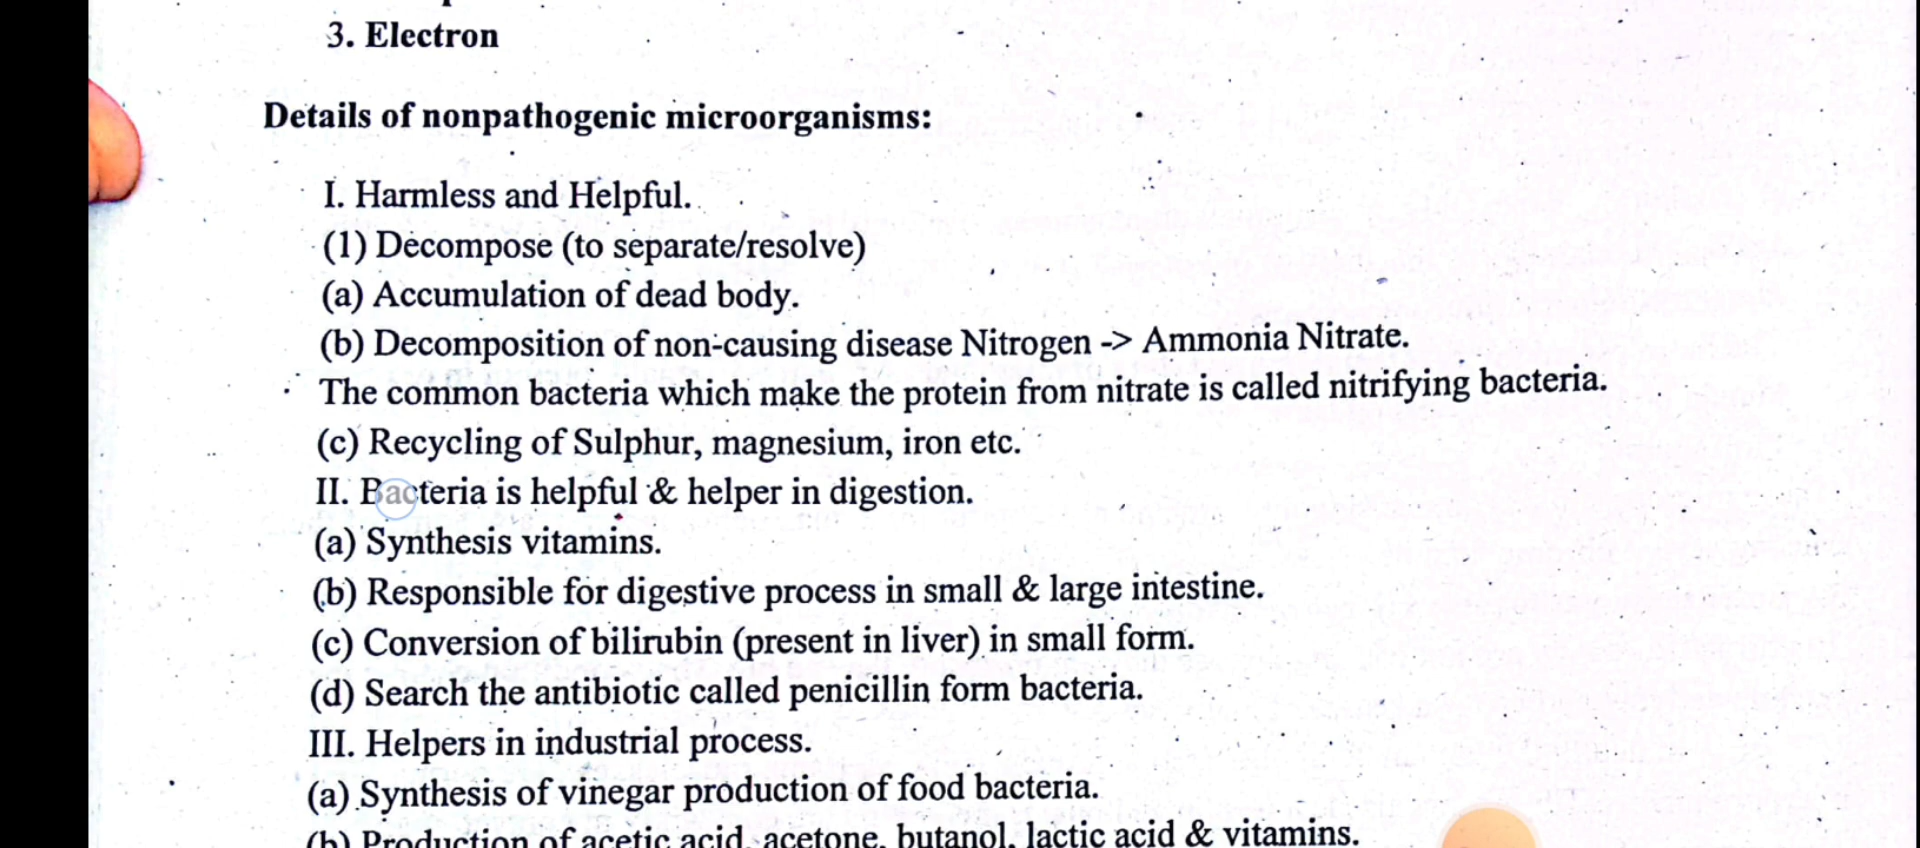 3. Electron
Details of nonpathogenic microorganisms:
I. Harmless and Helpful.
(1) Decompose (to separate/resolve)
(a) Accumulation of dead body.
(b) Decomposition of non-causing disease Nitrogen -> Ammonia Nitrate.
The common bacteria which make the protein from nitrate is called nitrifying bacteria.
(c) Recycling of Sulphur, magnesium, iron etc.
II. Bacteria is helpful & helper in digestion.
(a) Synthesis vitamins.
(b) Responsible for digestive process in small & large intestine.
(c) Conversion of bilirubin (present in liver) in small form.
(d) Search the antibiotic called penicillin form bacteria.
III. Helpers in industrial process.
(a) Synthesis of vinegar production of food bacteria.
(b) Production of acetic acid, acetone, butanol, lactic acid & vitamins.